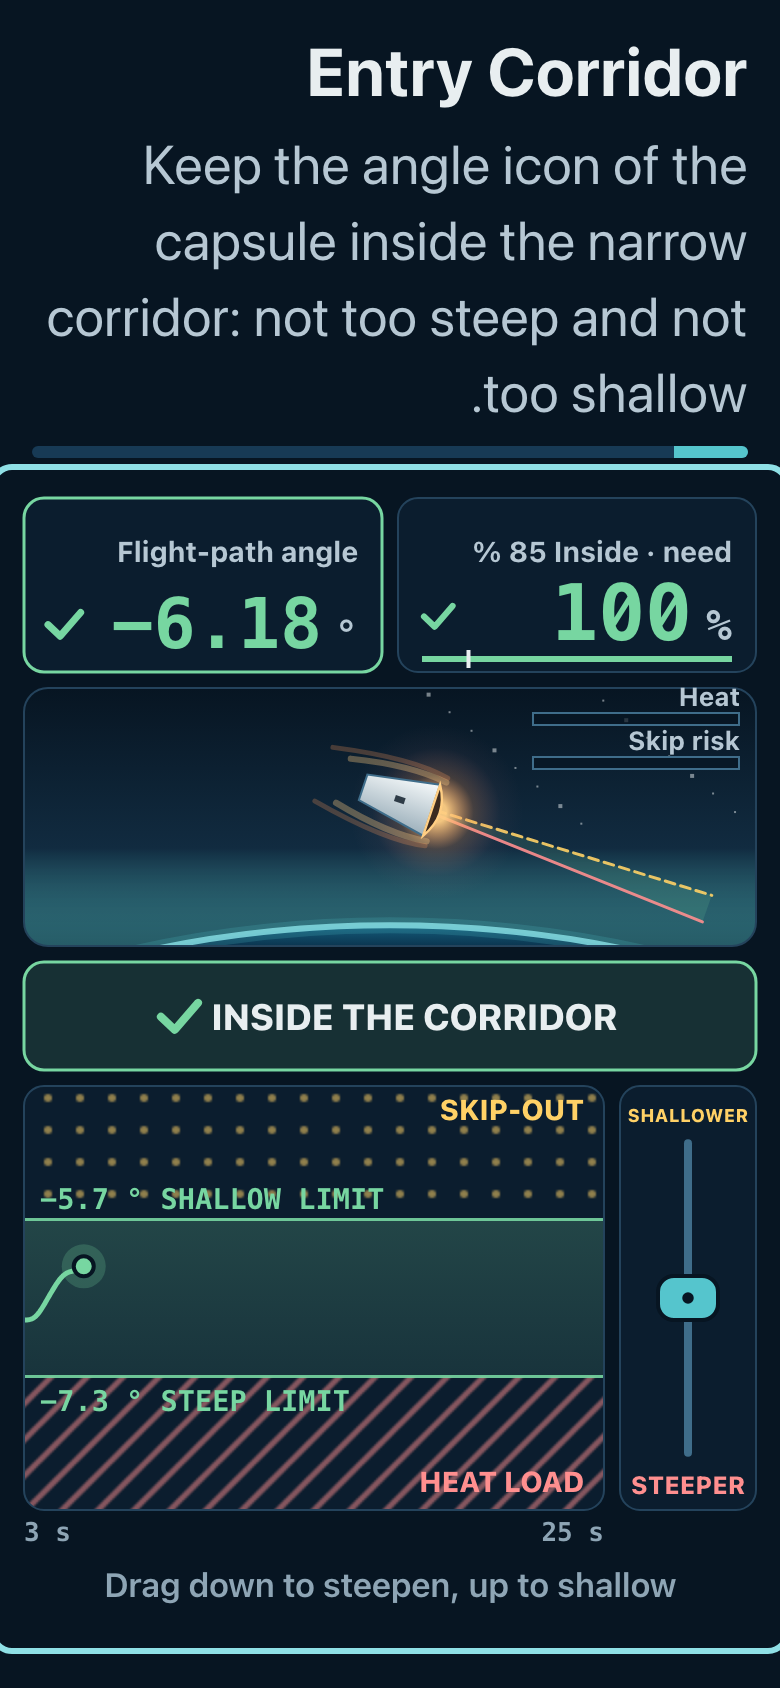 Entry Corridor
Keep the angle icon of the
capsule inside the narrow
corridor: not too steep and not
.too shallow
Flight-path angle
−6.18 °
% 85 Inside · need
100 %
Heat
Skip risk
INSIDE THE CORRIDOR
SKIP-OUT
−5.7 ° SHALLOW LIMIT
−7.3 ° STEEP LIMIT
HEAT LOAD
SHALLOWER
STEEPER
3 s
25 s
Drag down to steepen, up to shallow